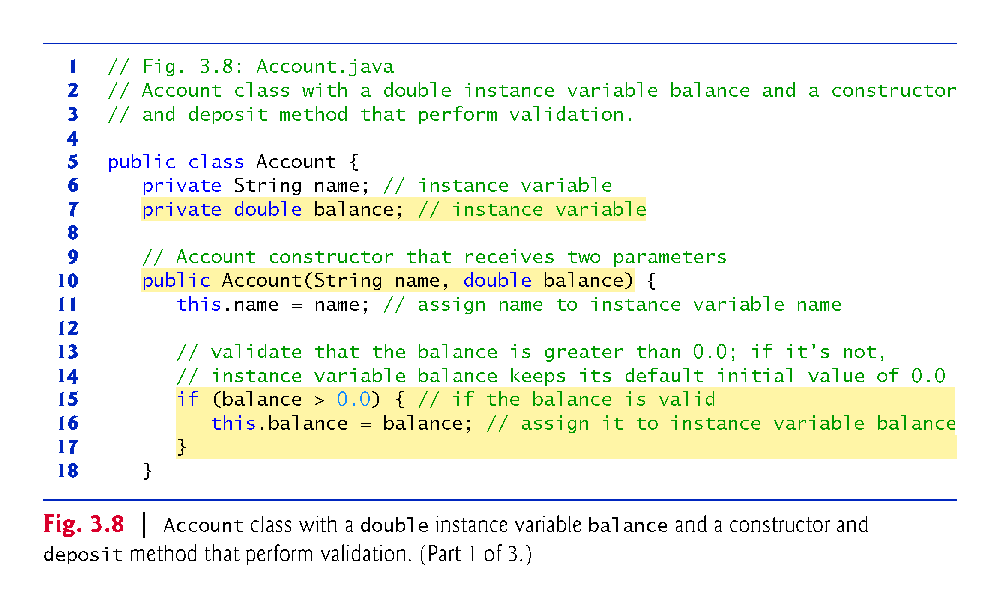 1 // Fig. 3.8: Account.java
2 // Account class with a double instance variable balance and a constructor
3 // and deposit method that perform validation.
4
5 public class Account {
6    private String name; // instance variable
7    private double balance; // instance variable
8
9    // Account constructor that receives two parameters
10    public Account(String name, double balance) {
11       this.name = name; // assign name to instance variable name
12
13       // validate that the balance is greater than 0.0; if it's not,
14       // instance variable balance keeps its default initial value of 0.0
15       if (balance > 0.0) { // if the balance is valid
16          this.balance = balance; // assign it to instance variable balance
17       }
18    }
Fig. 3.8 | Account class with a double instance variable balance and a constructor and
deposit method that perform validation. (Part 1 of 3.)